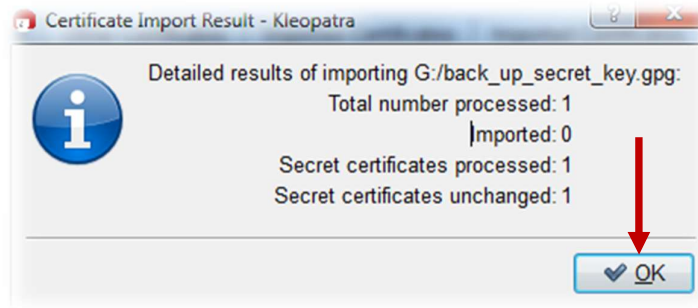 Certificate Import Result - Kleopatra
Detailed results of importing G:/back_up_secret_key.gpg:
Total number processed: 1
Imported: 0
Secret certificates processed: 1
Secret certificates unchanged: 1
OK